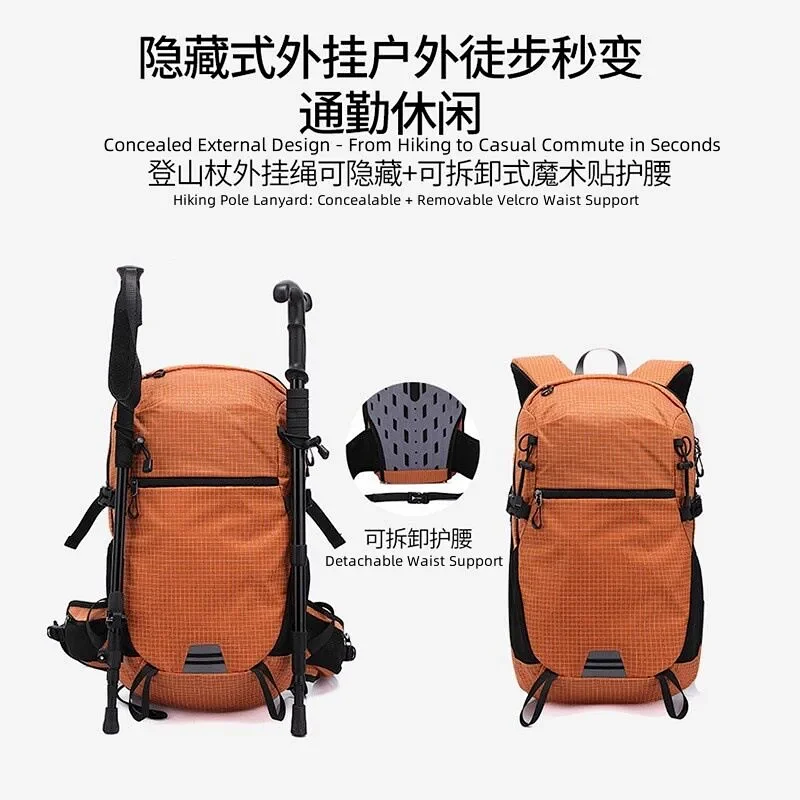 隐藏式外挂户外徒步秒变
通勤休闲
Concealed External Design - From Hiking to Casual Commute in Seconds
登山杖外挂绳可隐藏+可拆卸式魔术贴护腰
Hiking Pole Lanyard: Concealable + Removable Velcro Waist Support
可拆卸护腰
Detachable Waist Support